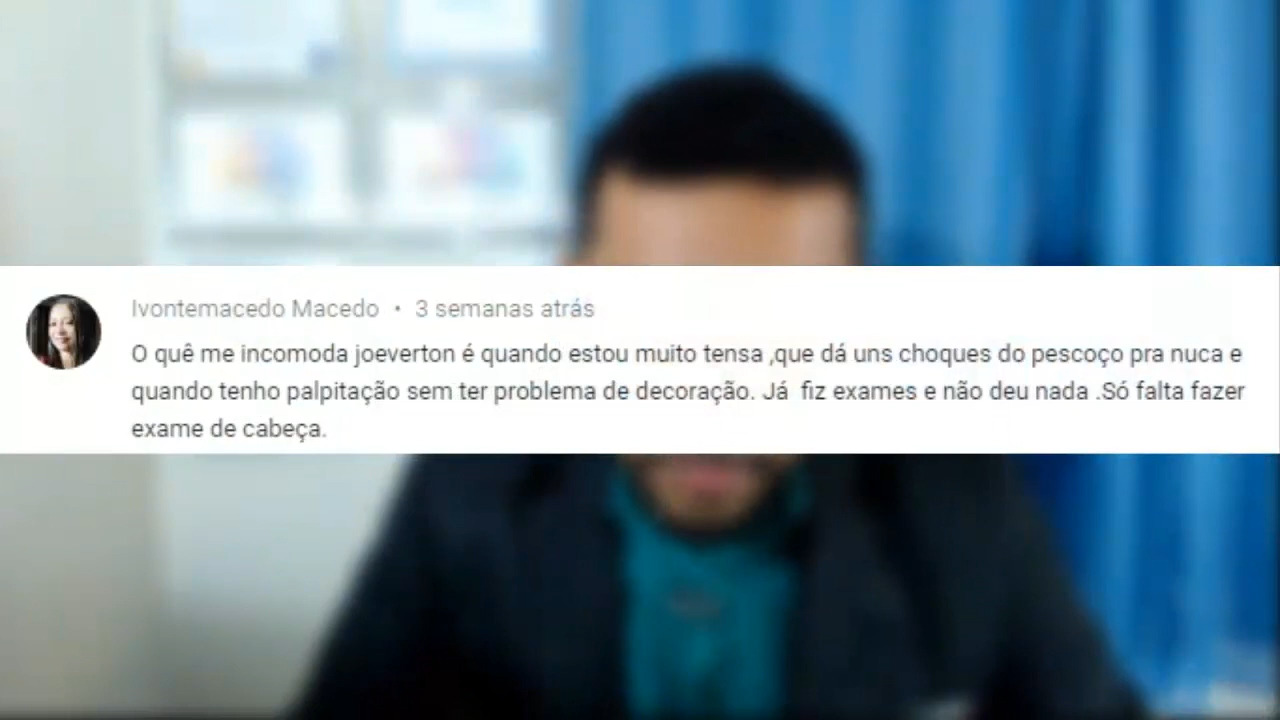 Ivontemacedo Macedo • 3 semanas atrás
O quê me incomoda joeverton é quando estou muito tensa ,que dá uns choques do pescoço pra nuca e
quando tenho palpitação sem ter problema de decoração. Já fiz exames e não deu nada .Só falta fazer
exame de cabeça.